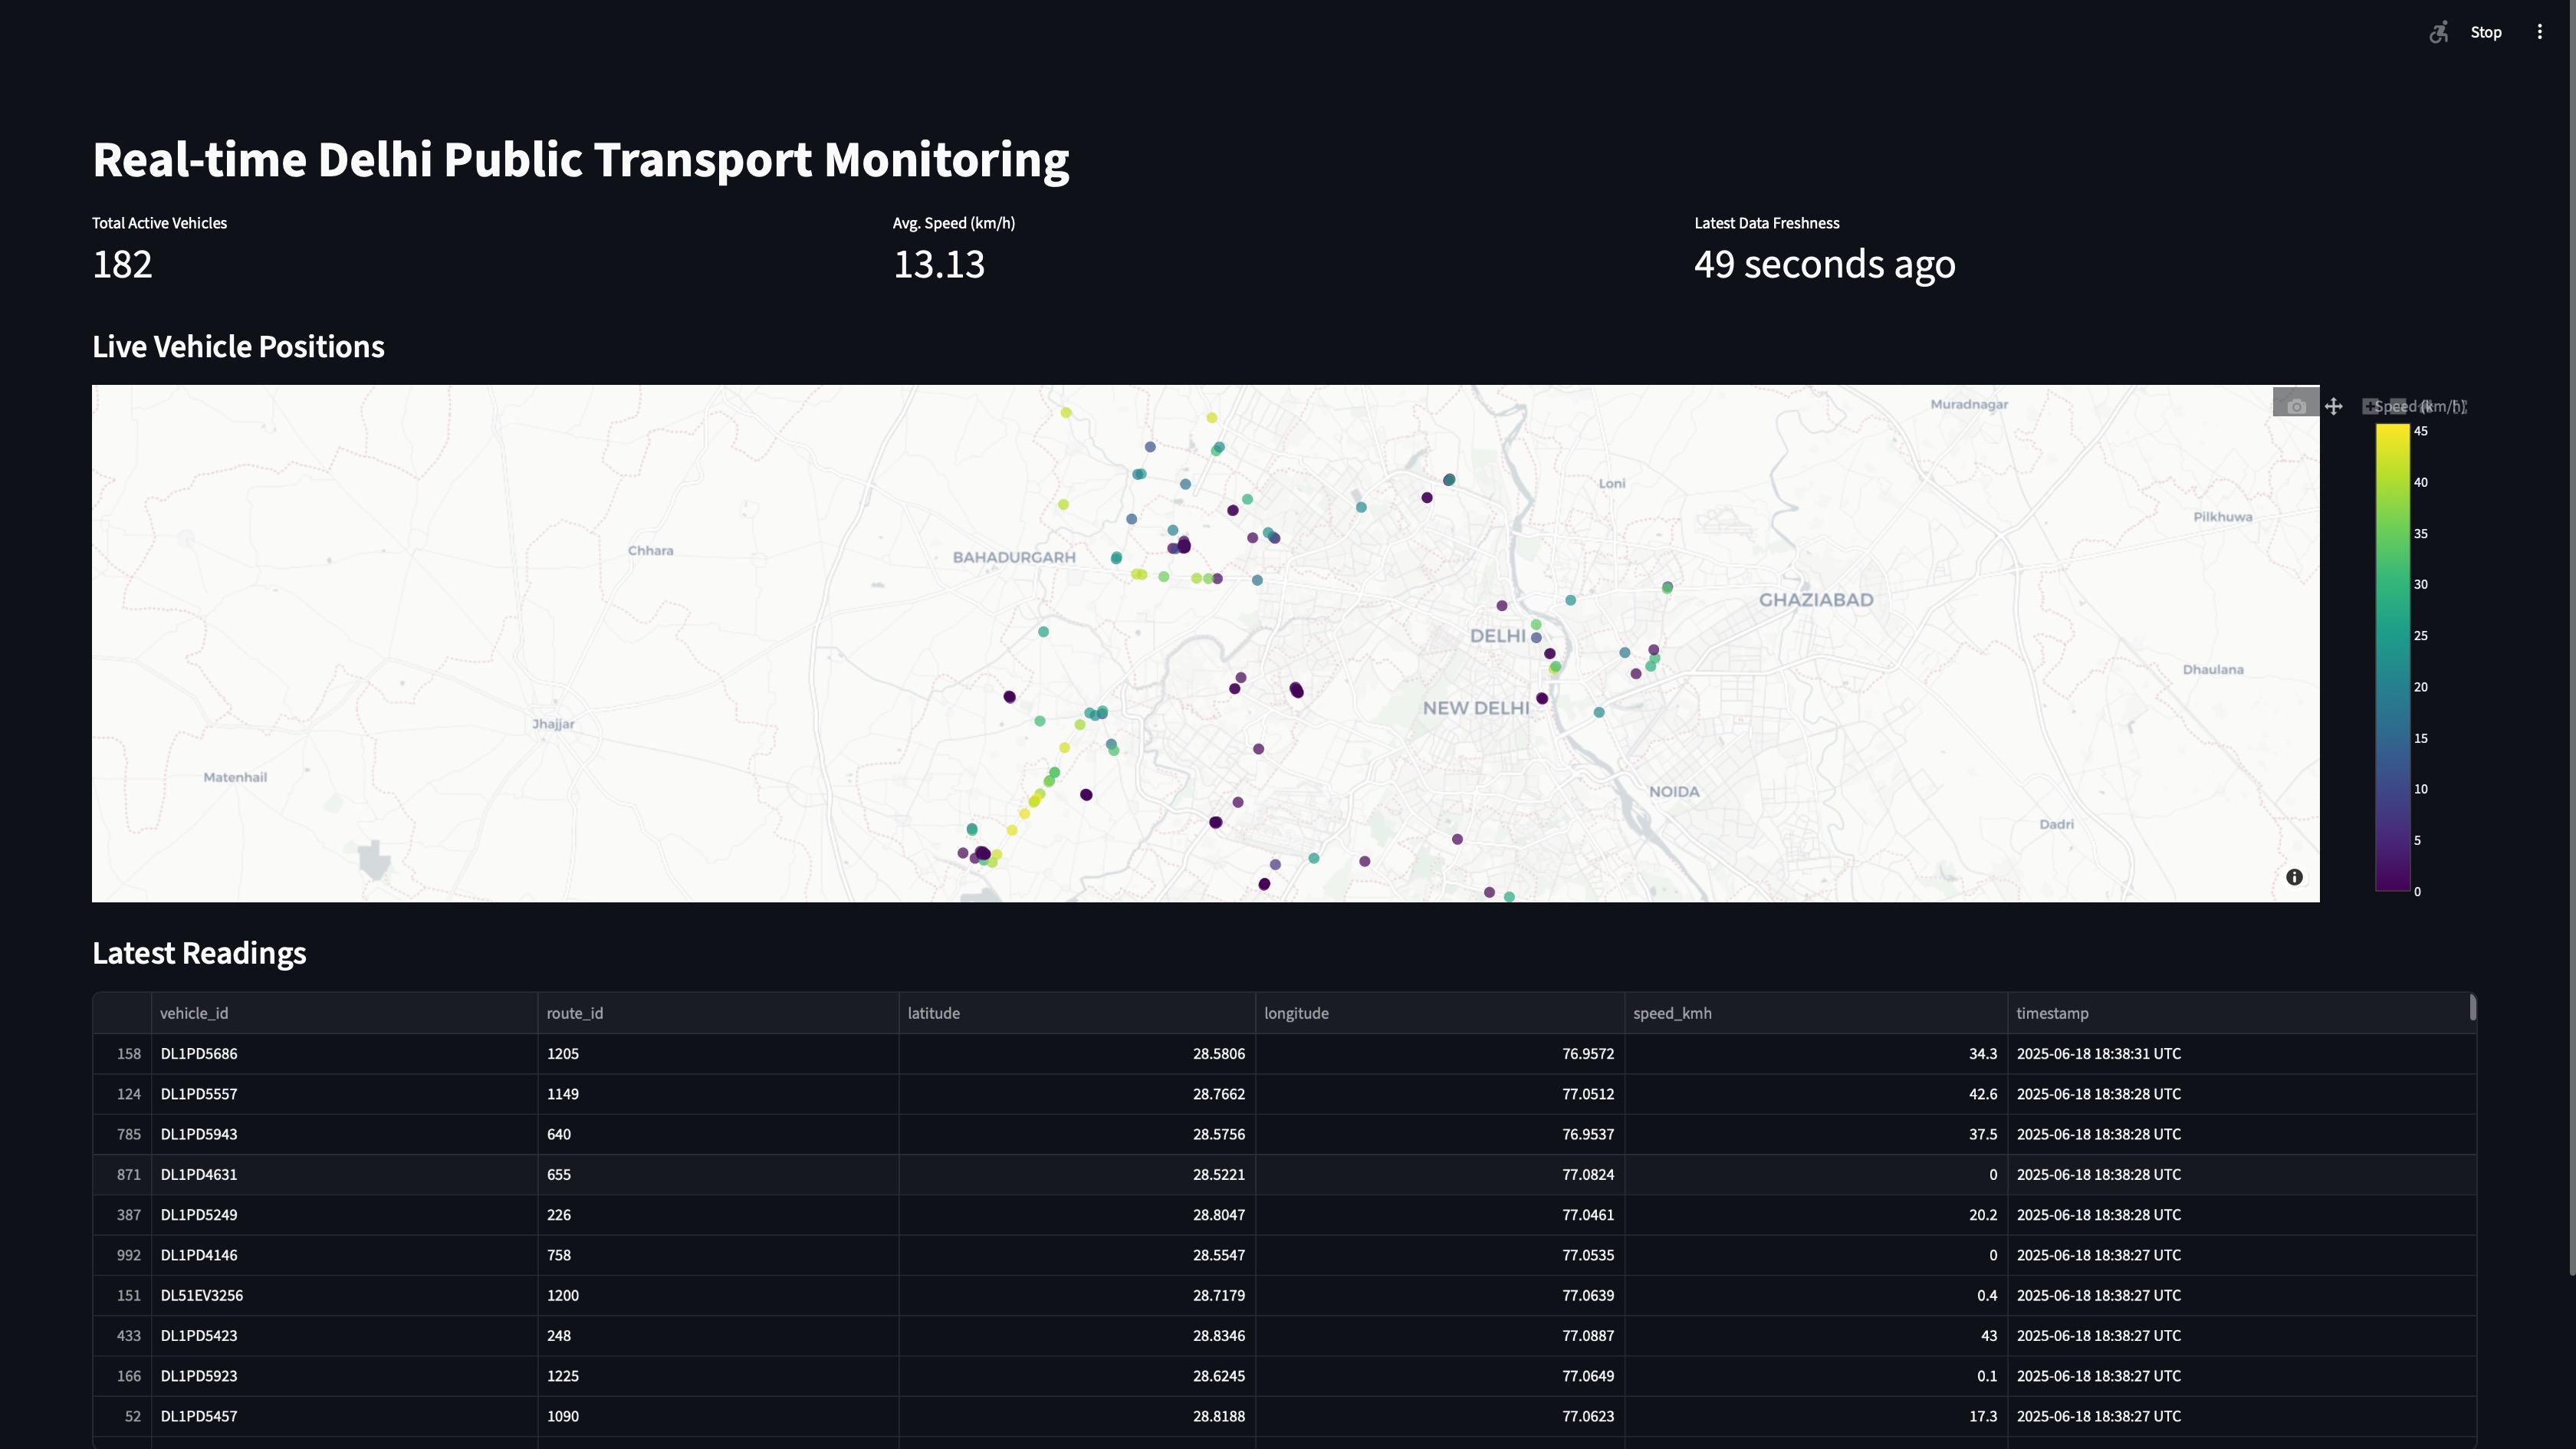 Stop
Real-time Delhi Public Transport Monitoring
Total Active Vehicles
182
Avg. Speed (km/h)
13.13
Latest Data Freshness
49 seconds ago
Live Vehicle Positions
Muradnagar
Loni
Pilkhuwa
Chhara
BAHADURGARH
GHAZIABAD
DELHI
Dhaulana
NEW DELHI
Jhajjar
Matenhail
NOIDA
Dadri
Speed (km/h)
45
40
35
30
25
20
15
10
5
0
Latest Readings
vehicle_id route_id latitude longitude speed_kmh timestamp
158 DL1PD5686 1205 28.5806 76.9572 34.3 2025-06-18 18:38:31 UTC
124 DL1PD5557 1149 28.7662 77.0512 42.6 2025-06-18 18:38:28 UTC
785 DL1PD5943 640 28.5756 76.9537 37.5 2025-06-18 18:38:28 UTC
871 DL1PD4631 655 28.5221 77.0824 0 2025-06-18 18:38:28 UTC
387 DL1PD5249 226 28.8047 77.0461 20.2 2025-06-18 18:38:28 UTC
992 DL1PD4146 758 28.5547 77.0535 0 2025-06-18 18:38:27 UTC
151 DL51EV3256 1200 28.7179 77.0639 0.4 2025-06-18 18:38:27 UTC
433 DL1PD5423 248 28.8346 77.0887 43 2025-06-18 18:38:27 UTC
166 DL1PD5923 1225 28.6245 77.0649 0.1 2025-06-18 18:38:27 UTC
52 DL1PD5457 1090 28.8188 77.0623 17.3 2025-06-18 18:38:27 UTC